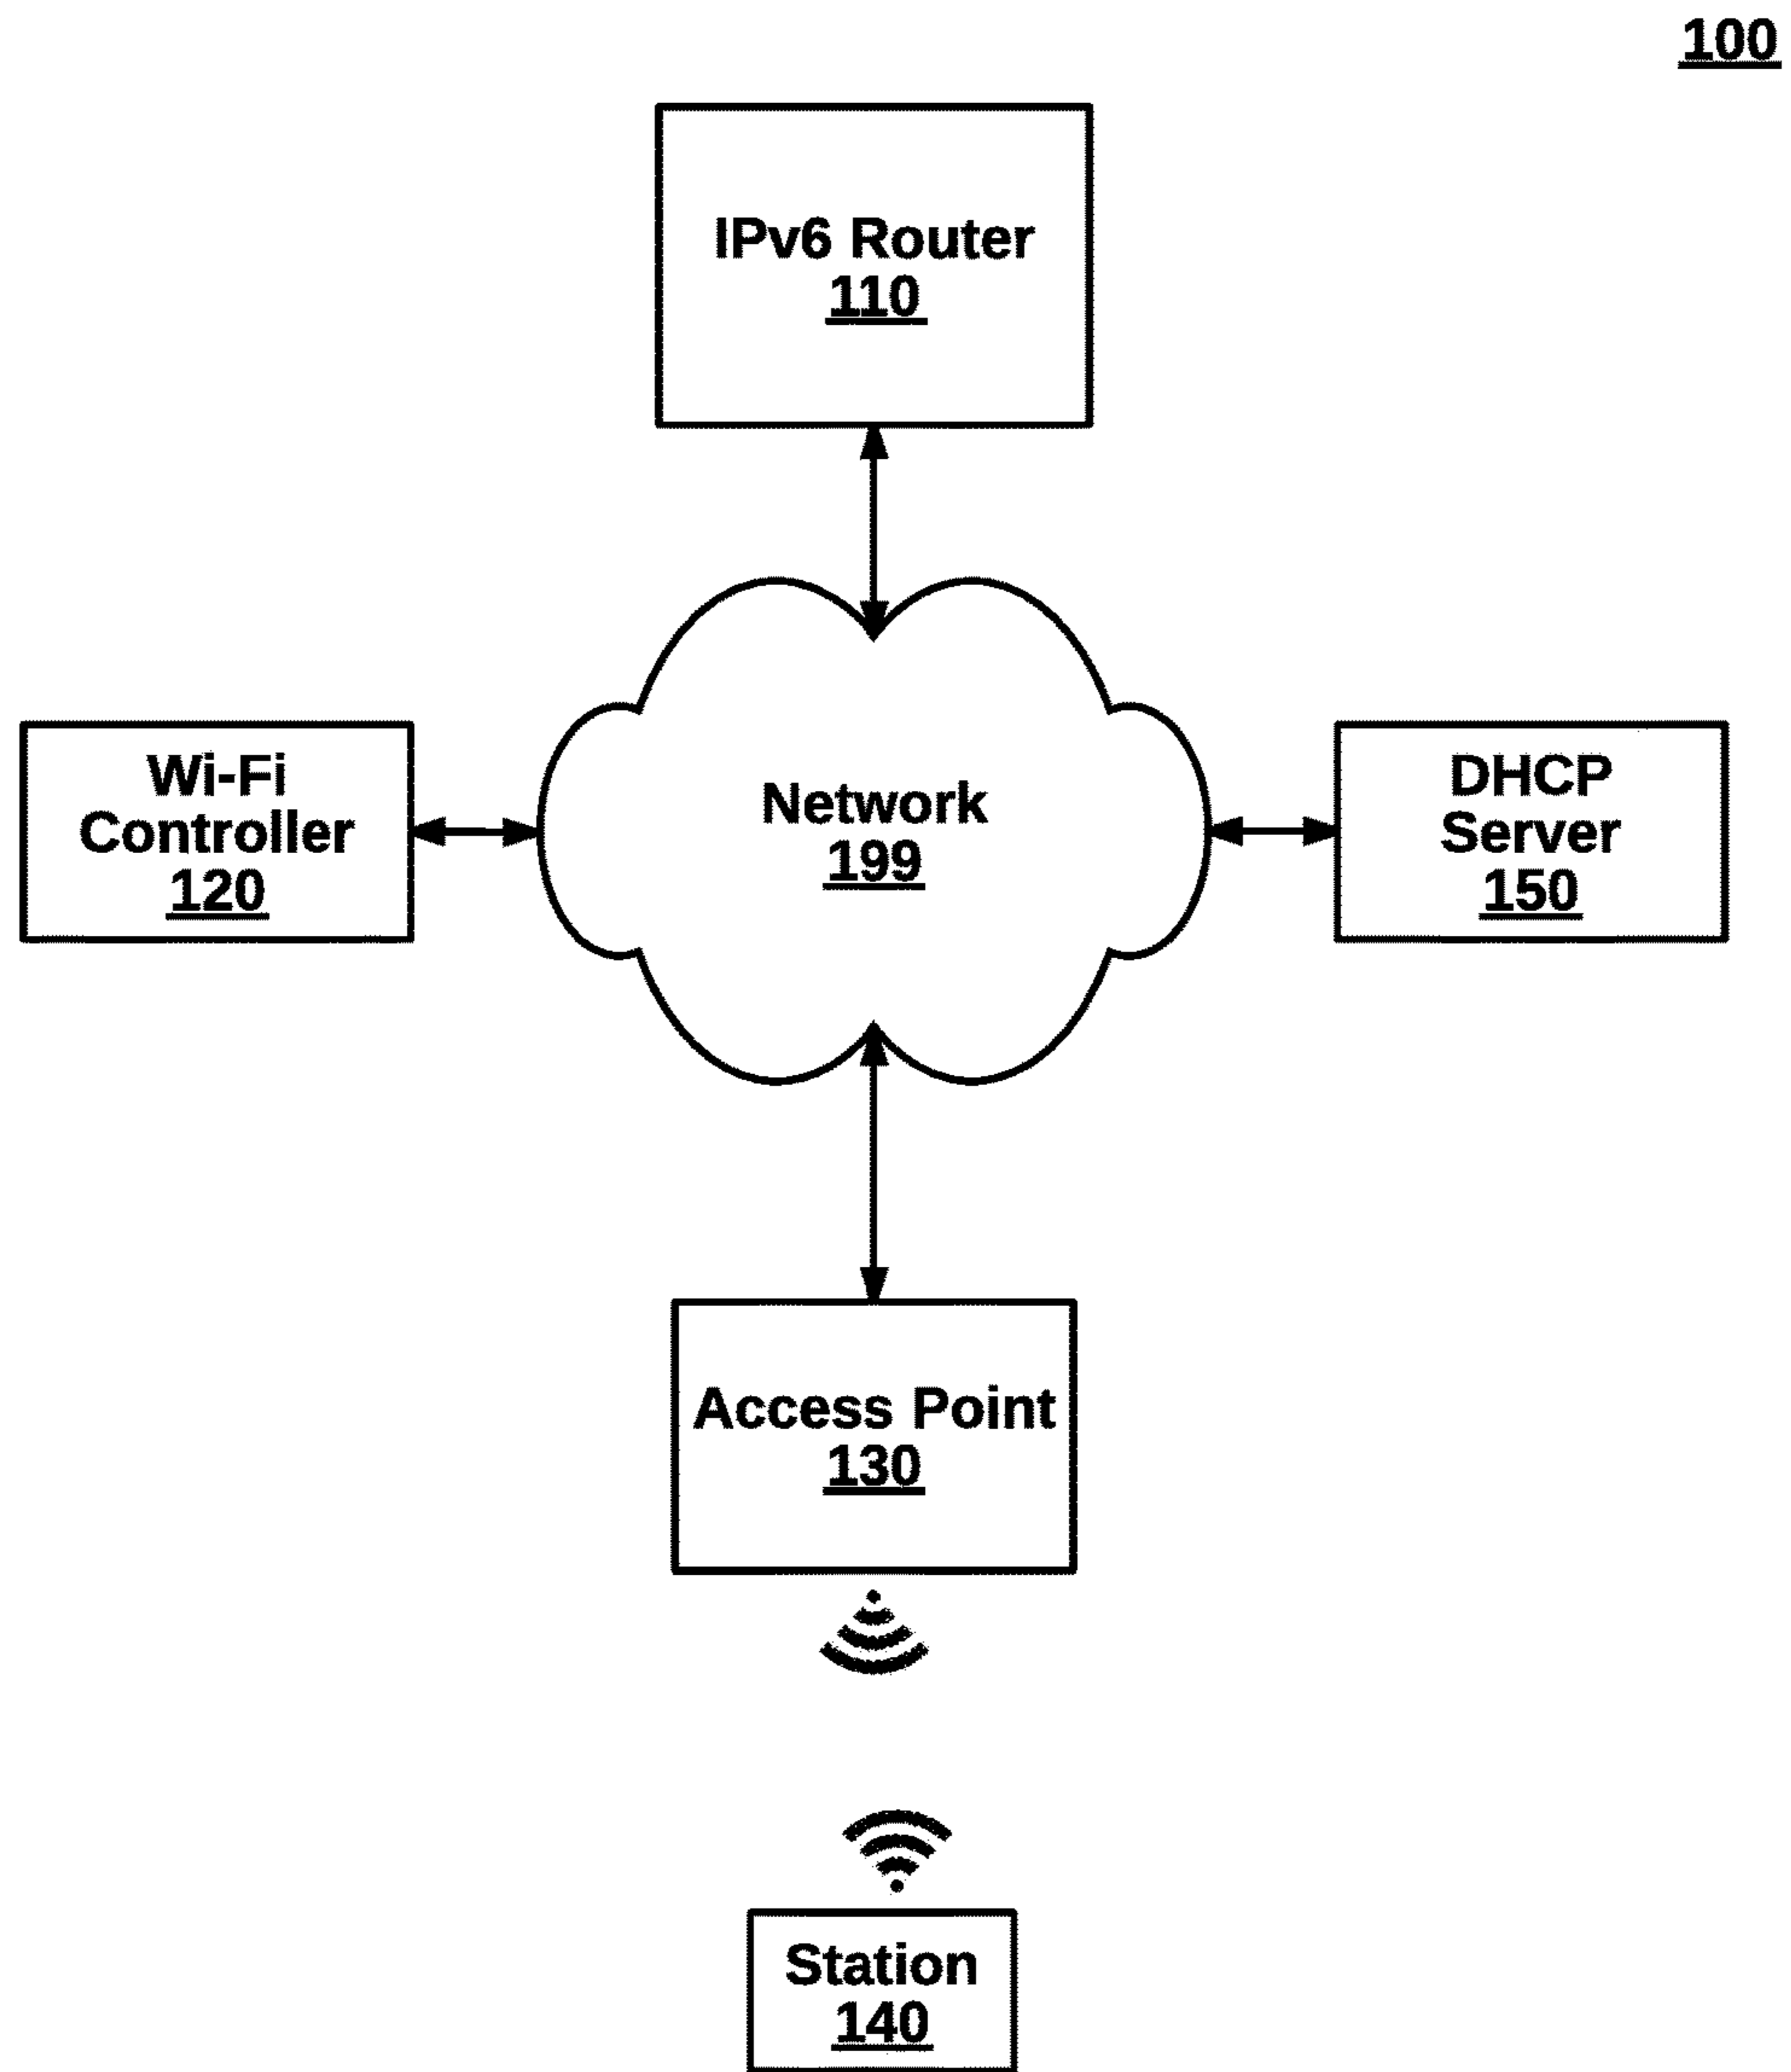 100
IPv6 Router
110
Wi-Fi
Controller
120
Network
199
DHCP
Server
150
Access Point
130
Station
140